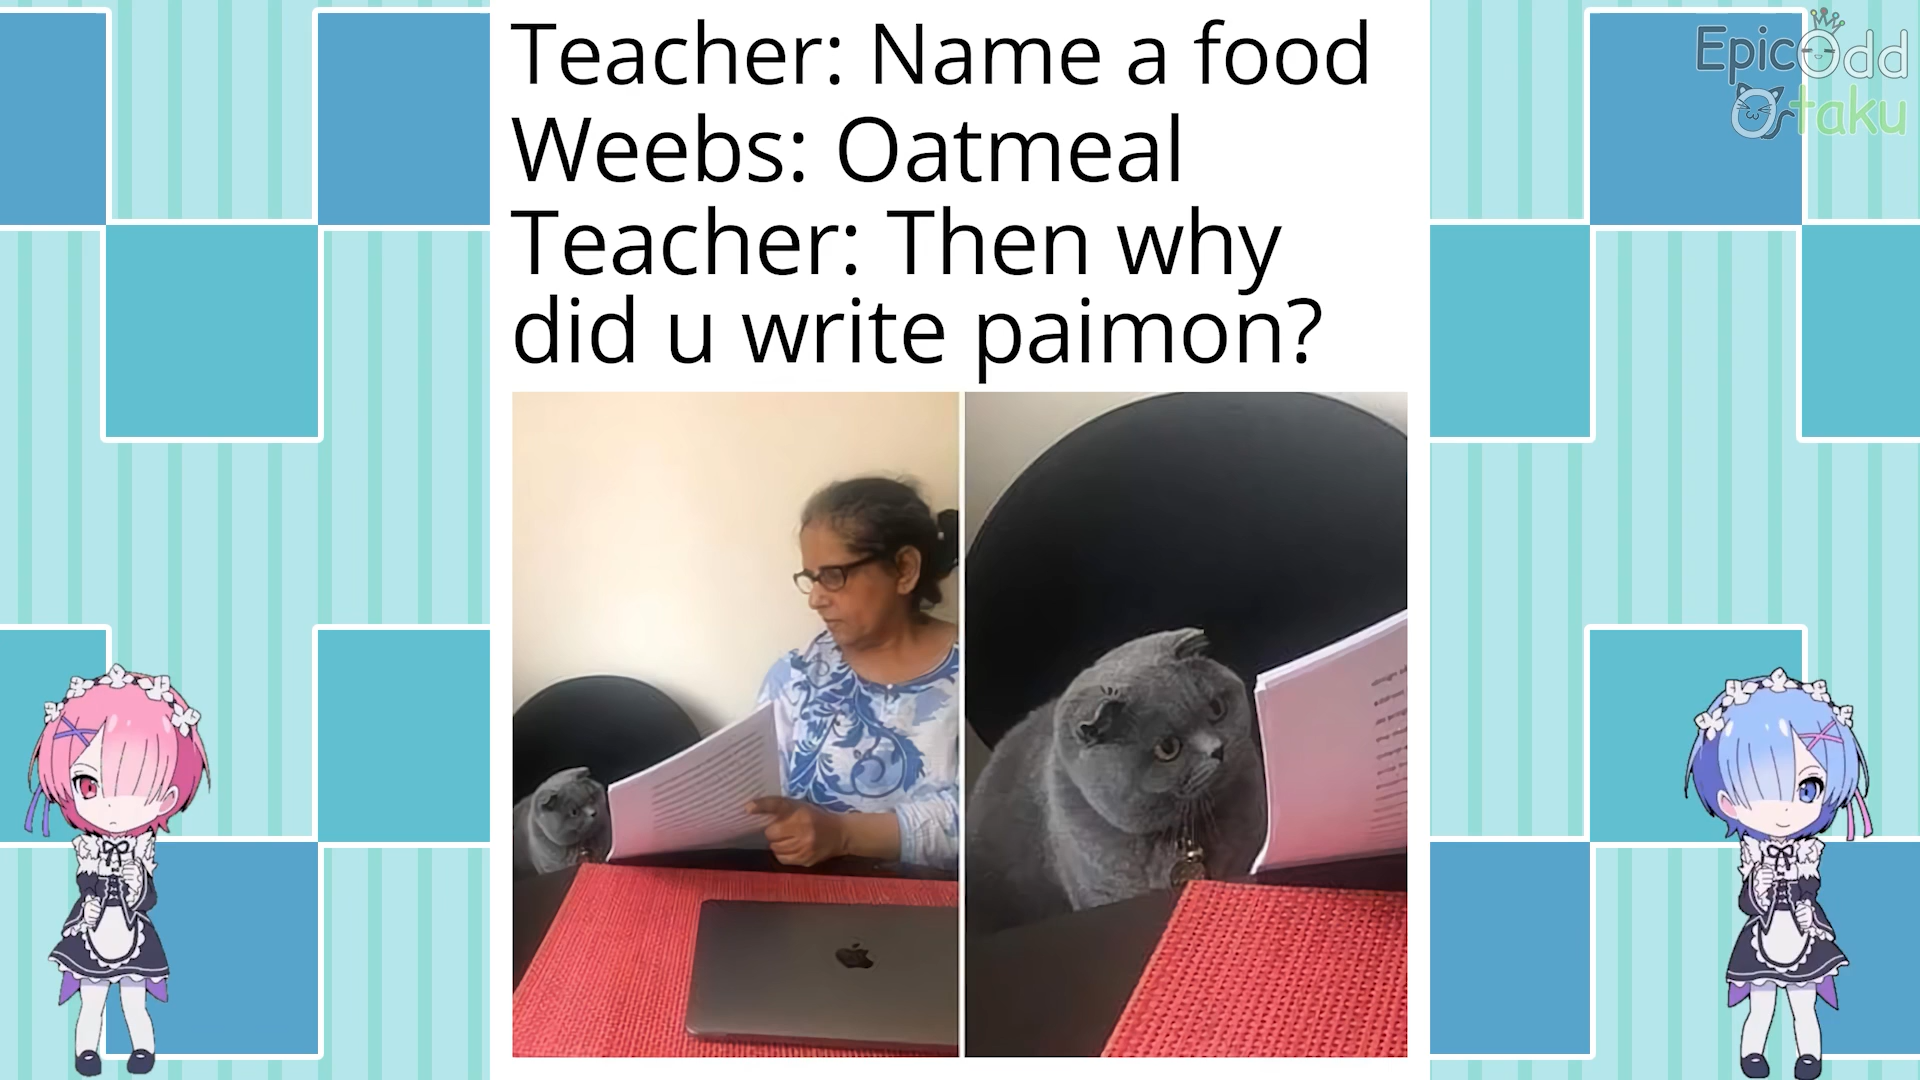 Teacher: Name a food
Weebs: Oatmeal
Teacher: Then why
did u write paimon?
EpicOdd
Otaku